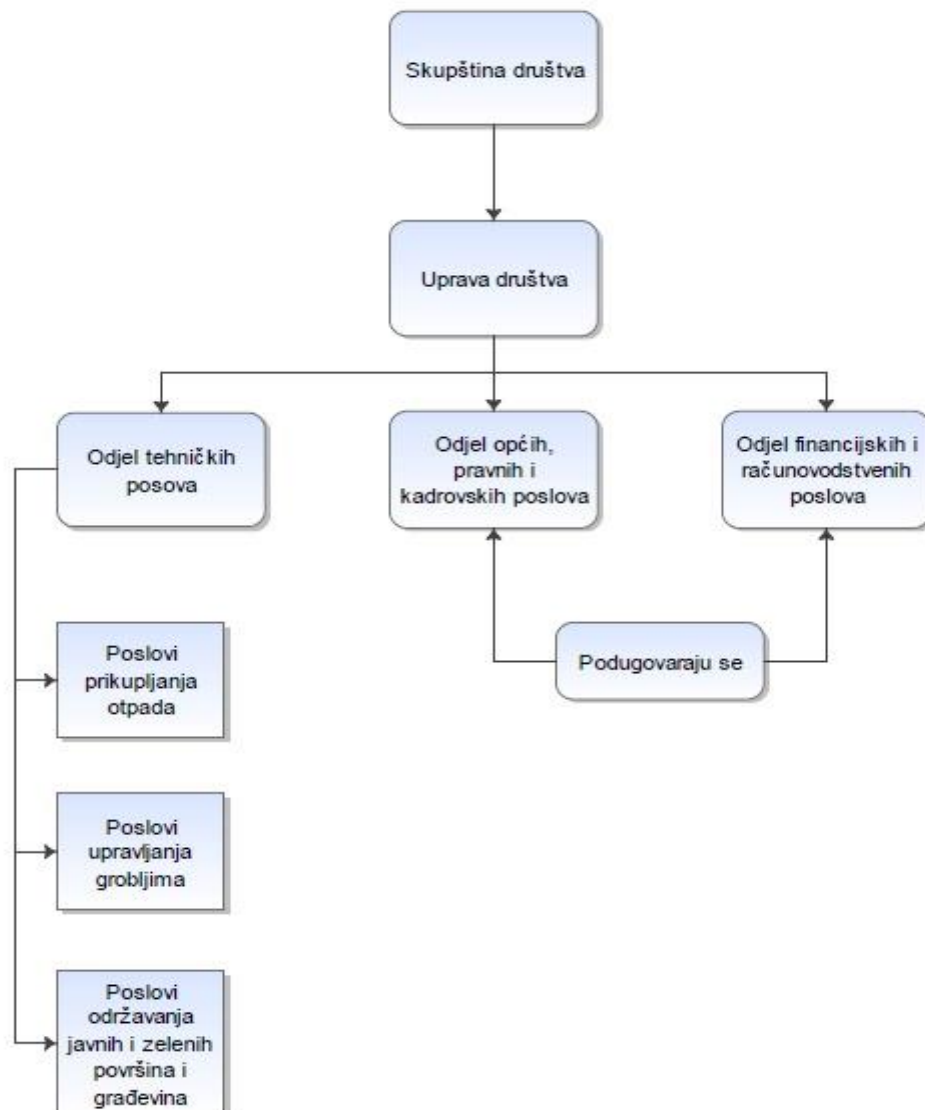 Skupština društva
Uprava društva
Odjel tehničkih
posova
Odjel općih,
pravnih i
kadrovskih poslova
Odjel financijskih i
računovodstvenih
poslova
Podugovaraju se
Poslovi
prikupljanja
otpada
Poslovi
upravljanja
grobljima
Poslovi
održavanja
javnih i zelenih
površina i
građevina